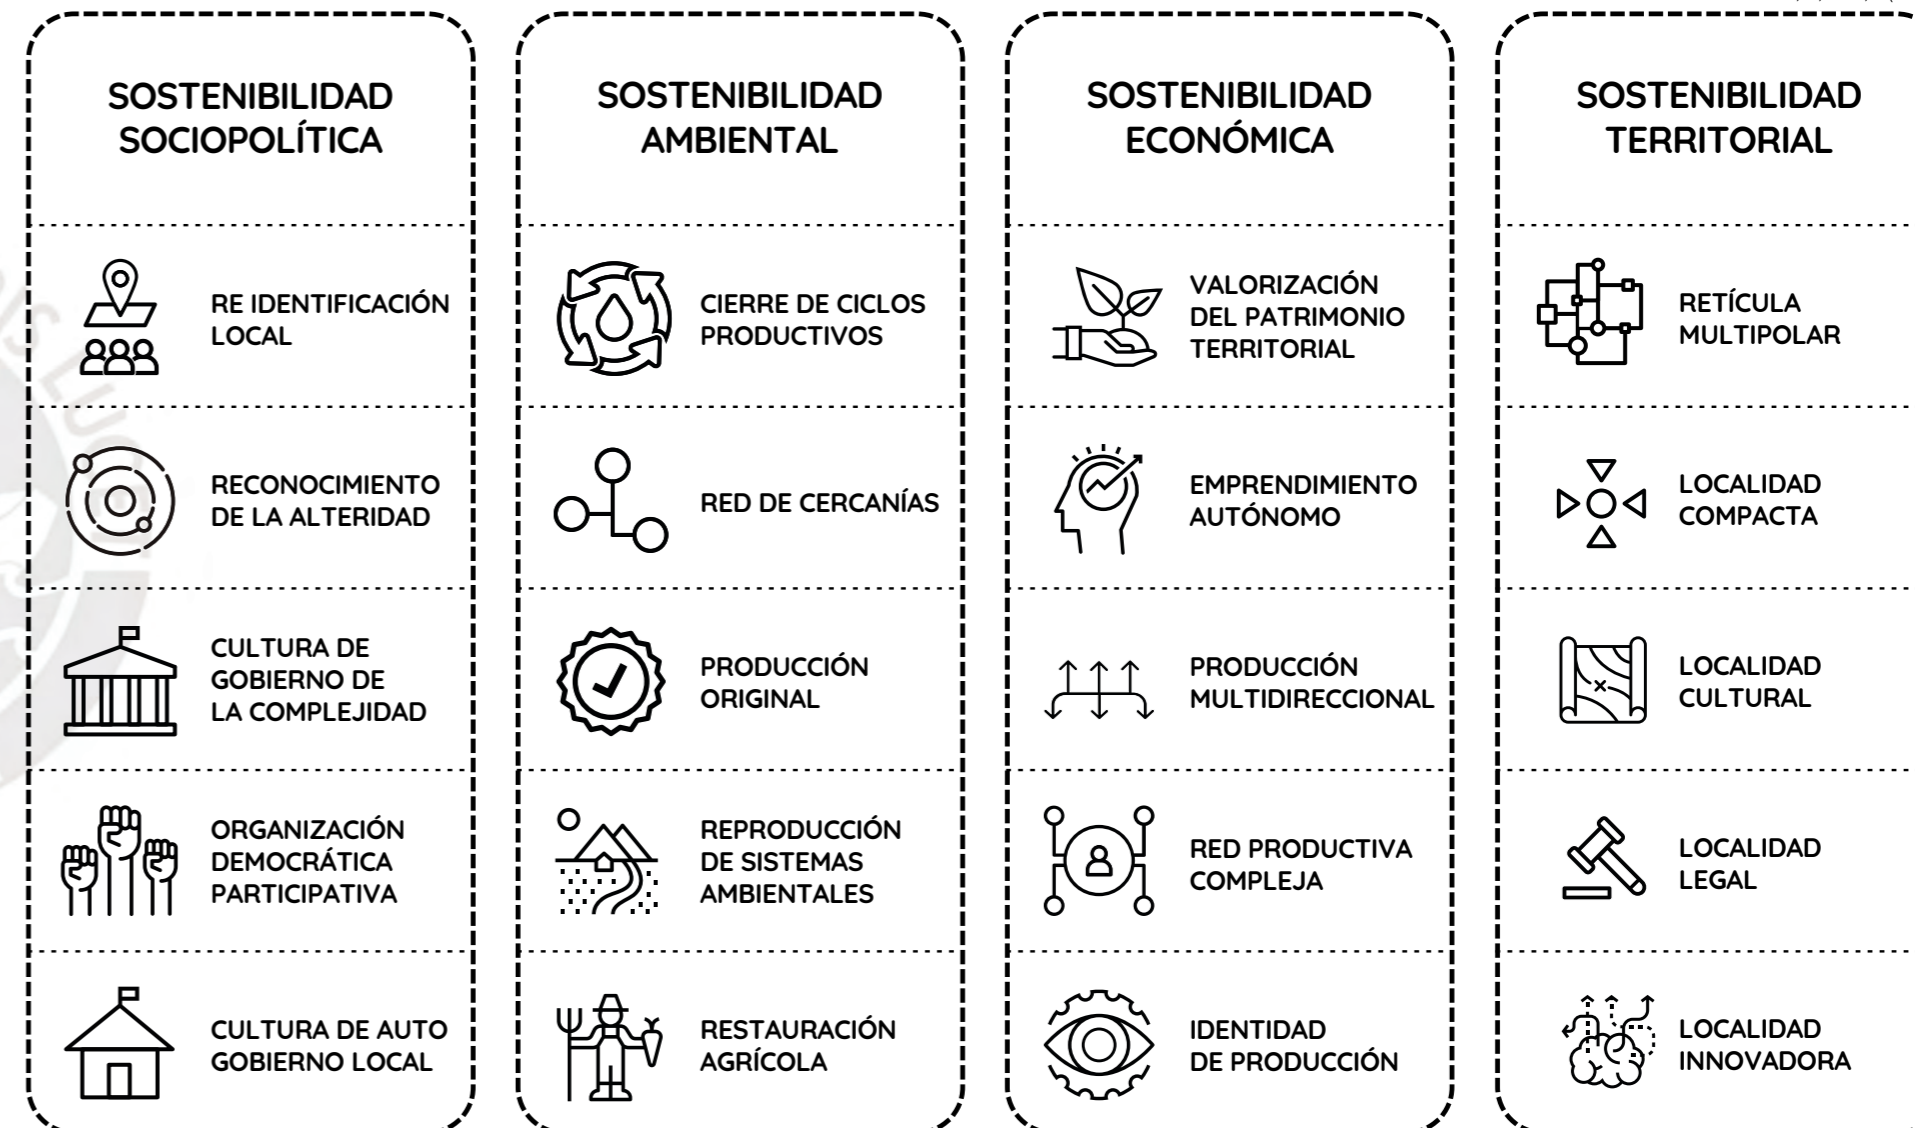 SOSTENIBILIDAD
SOCIOPOLÍTICA
RE IDENTIFICACIÓN
LOCAL
RECONOCIMIENTO
DE LA ALTERIDAD
CULTURA DE
GOBIERNO DE
LA COMPLEJIDAD
ORGANIZACIÓN
DEMOCRÁTICA
PARTICIPATIVA
CULTURA DE AUTO
GOBIERNO LOCAL
SOSTENIBILIDAD
AMBIENTAL
CIERRE DE CICLOS
PRODUCTIVOS
RED DE CERCANÍAS
PRODUCCIÓN
ORIGINAL
REPRODUCCIÓN
DE SISTEMAS
AMBIENTALES
RESTAURACIÓN
AGRÍCOLA
SOSTENIBILIDAD
ECONÓMICA
VALORIZACIÓN
DEL PATRIMONIO
TERRITORIAL
EMPRENDIMIENTO
AUTÓNOMO
PRODUCCIÓN
MULTIDIRECCIONAL
RED PRODUCTIVA
COMPLEJA
IDENTIDAD
DE PRODUCCIÓN
SOSTENIBILIDAD
TERRITORIAL
RETÍCULA
MULTIPOLAR
LOCALIDAD
COMPACTA
LOCALIDAD
CULTURAL
LOCALIDAD
LEGAL
LOCALIDAD
INNOVADORA